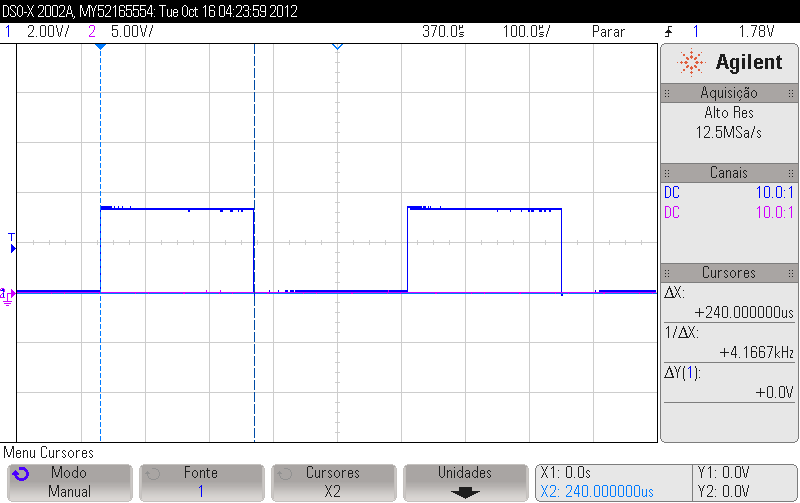 DSO-X 2002A, MY52165554: Tue Oct 16 04:23:59 2012
1 2.00V/ 2 5.00V/ 370.0s 100.0s/ Parar 1 1.78V
Agilent
Aquisição
Alto Res
12.5MSa/s
Canais
DC 10.0:1
DC 10.0:1
Cursores
ΔX:
+240.000000us
1/ΔX:
+4.1667kHz
ΔY(1):
+0.0V
T
Menu Cursores
Modo
Manual
Fonte
1
Cursores
X2
Unidades
X1: 0.0s
X2: 240.000000us
Y1: 0.0V
Y2: 0.0V